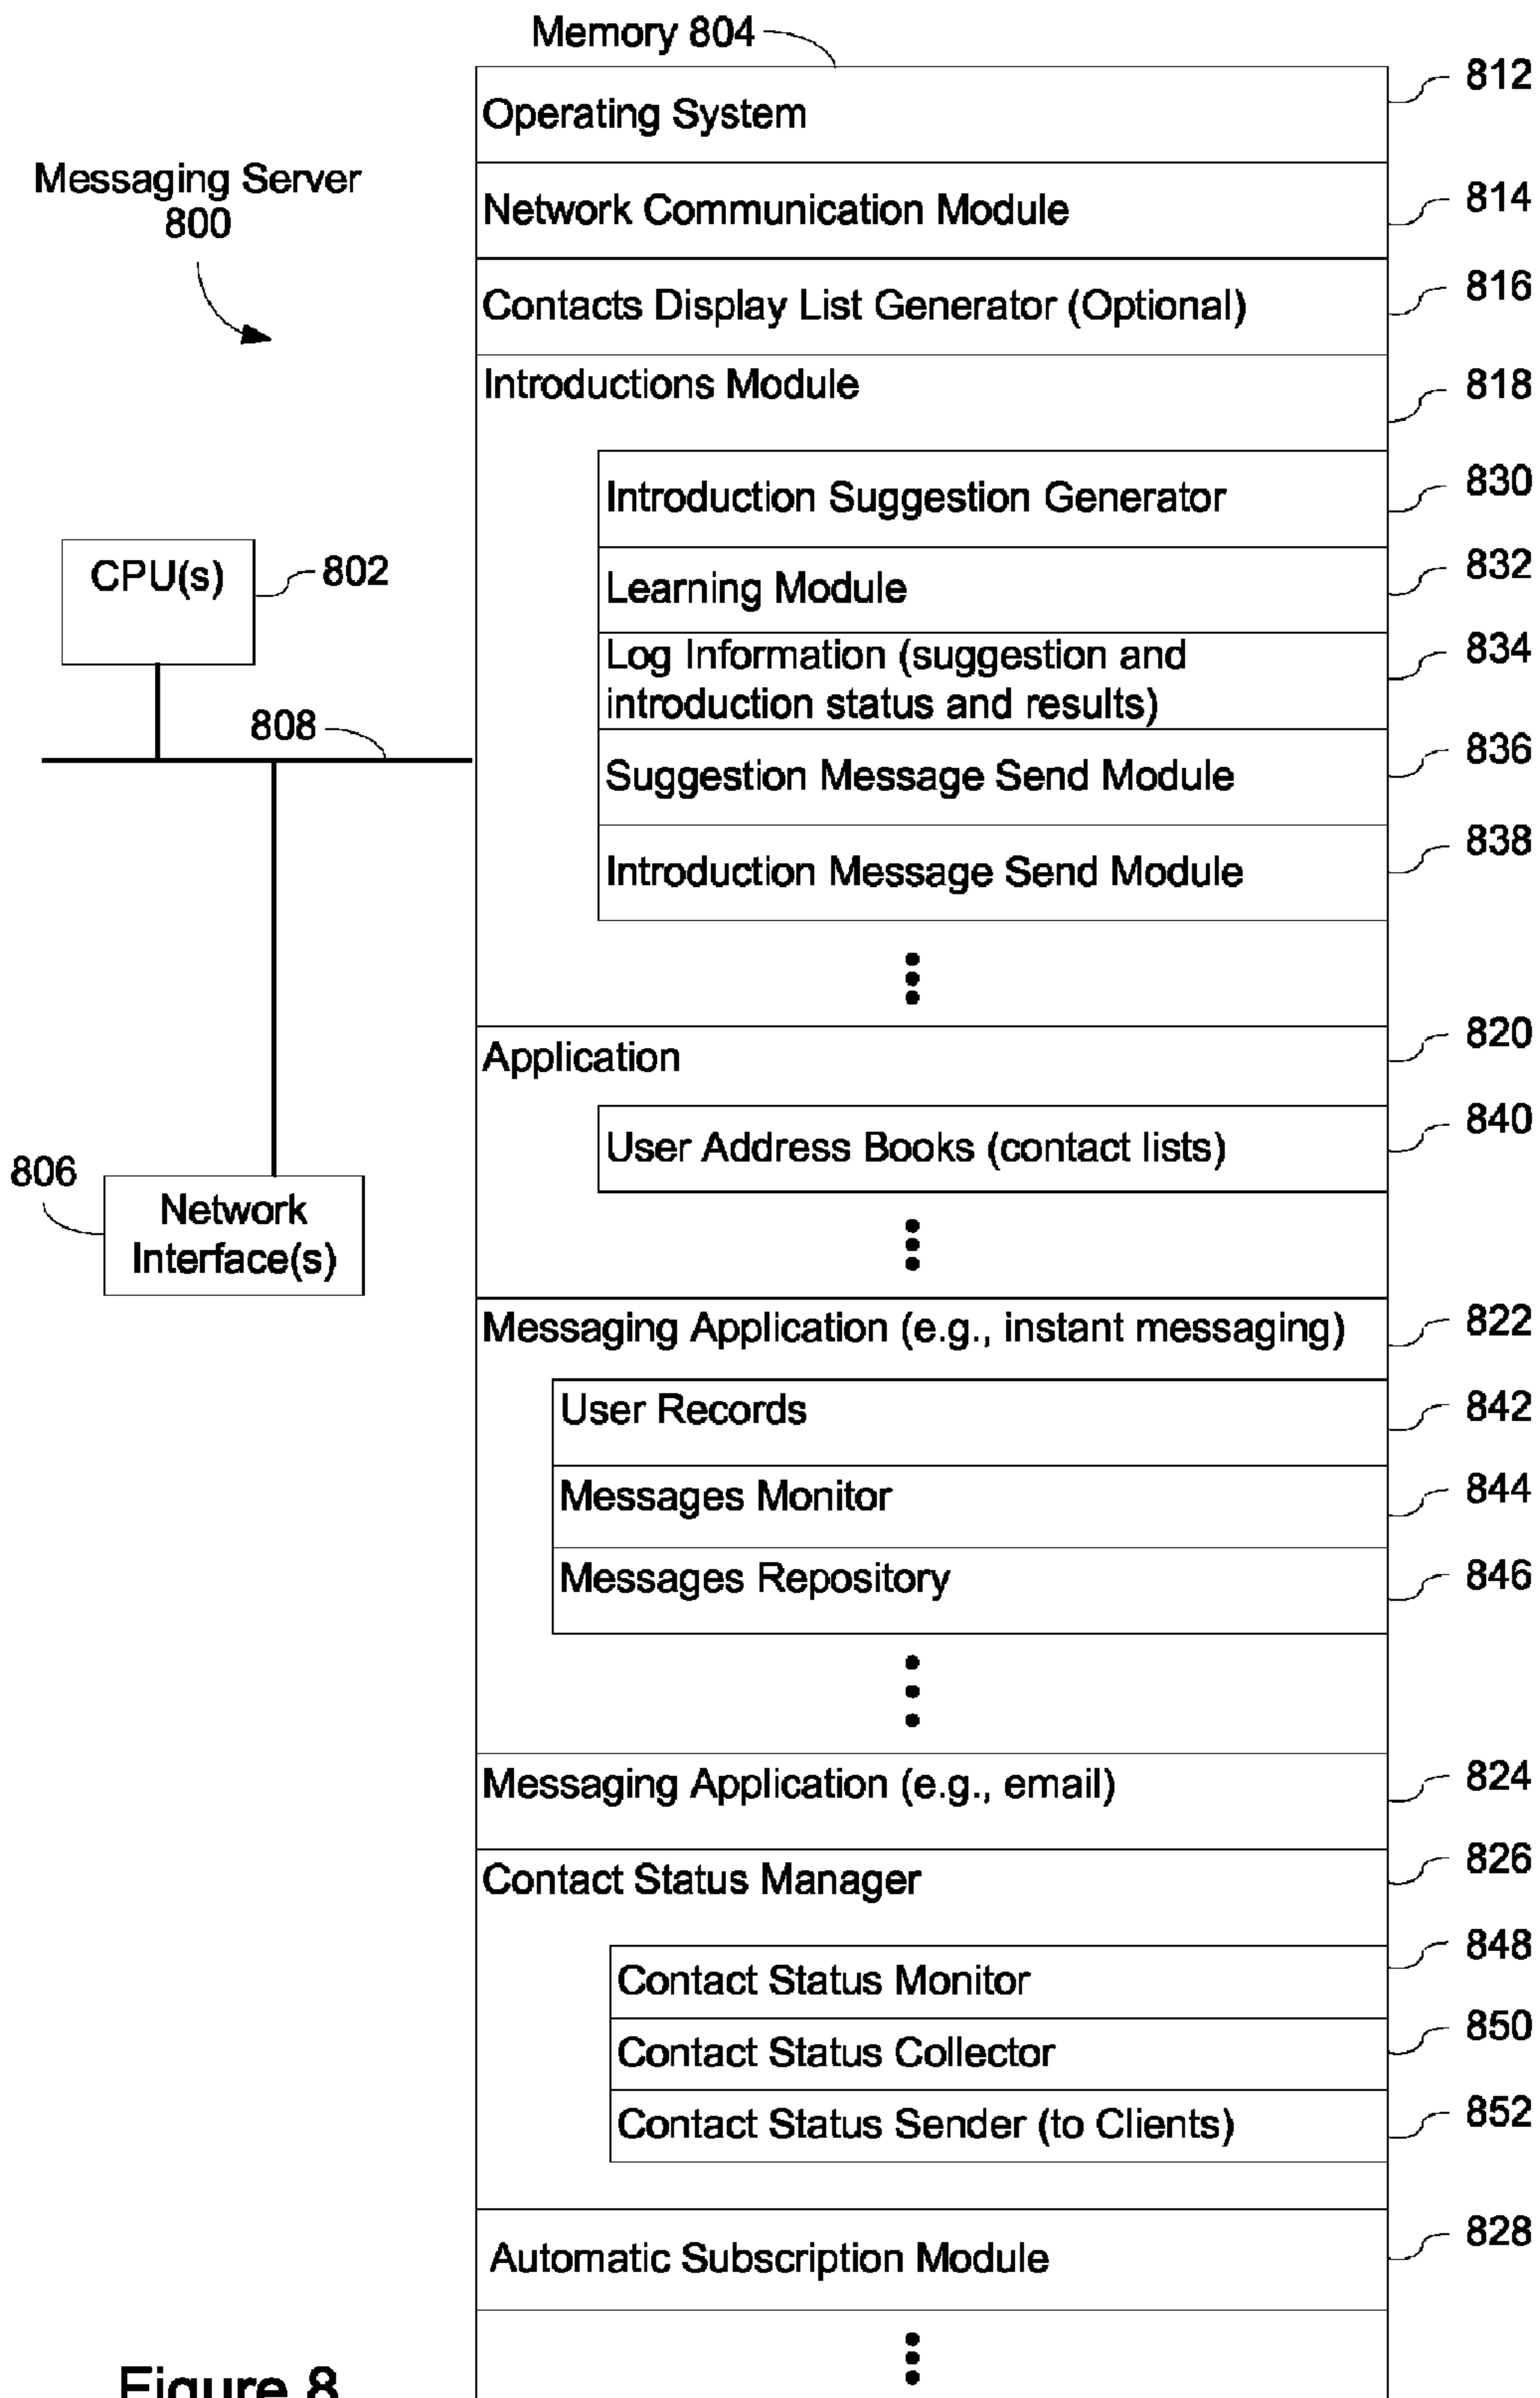 Memory 804
Operating System
812
Messaging Server
800
Network Communication Module
814
Contacts Display List Generator (Optional)
816
Introductions Module
818
Introduction Suggestion Generator
830
CPU(s)
802
Learning Module
832
Log Information (suggestion and
introduction status and results)
834
808
Suggestion Message Send Module
836
Introduction Message Send Module
838
Application
820
User Address Books (contact lists)
840
806
Network
Interface(s)
Messaging Application (e.g., instant messaging)
822
User Records
842
Messages Monitor
844
Messages Repository
846
Messaging Application (e.g., email)
824
Contact Status Manager
826
Contact Status Monitor
848
Contact Status Collector
850
Contact Status Sender (to Clients)
852
Automatic Subscription Module
828
Figure 8